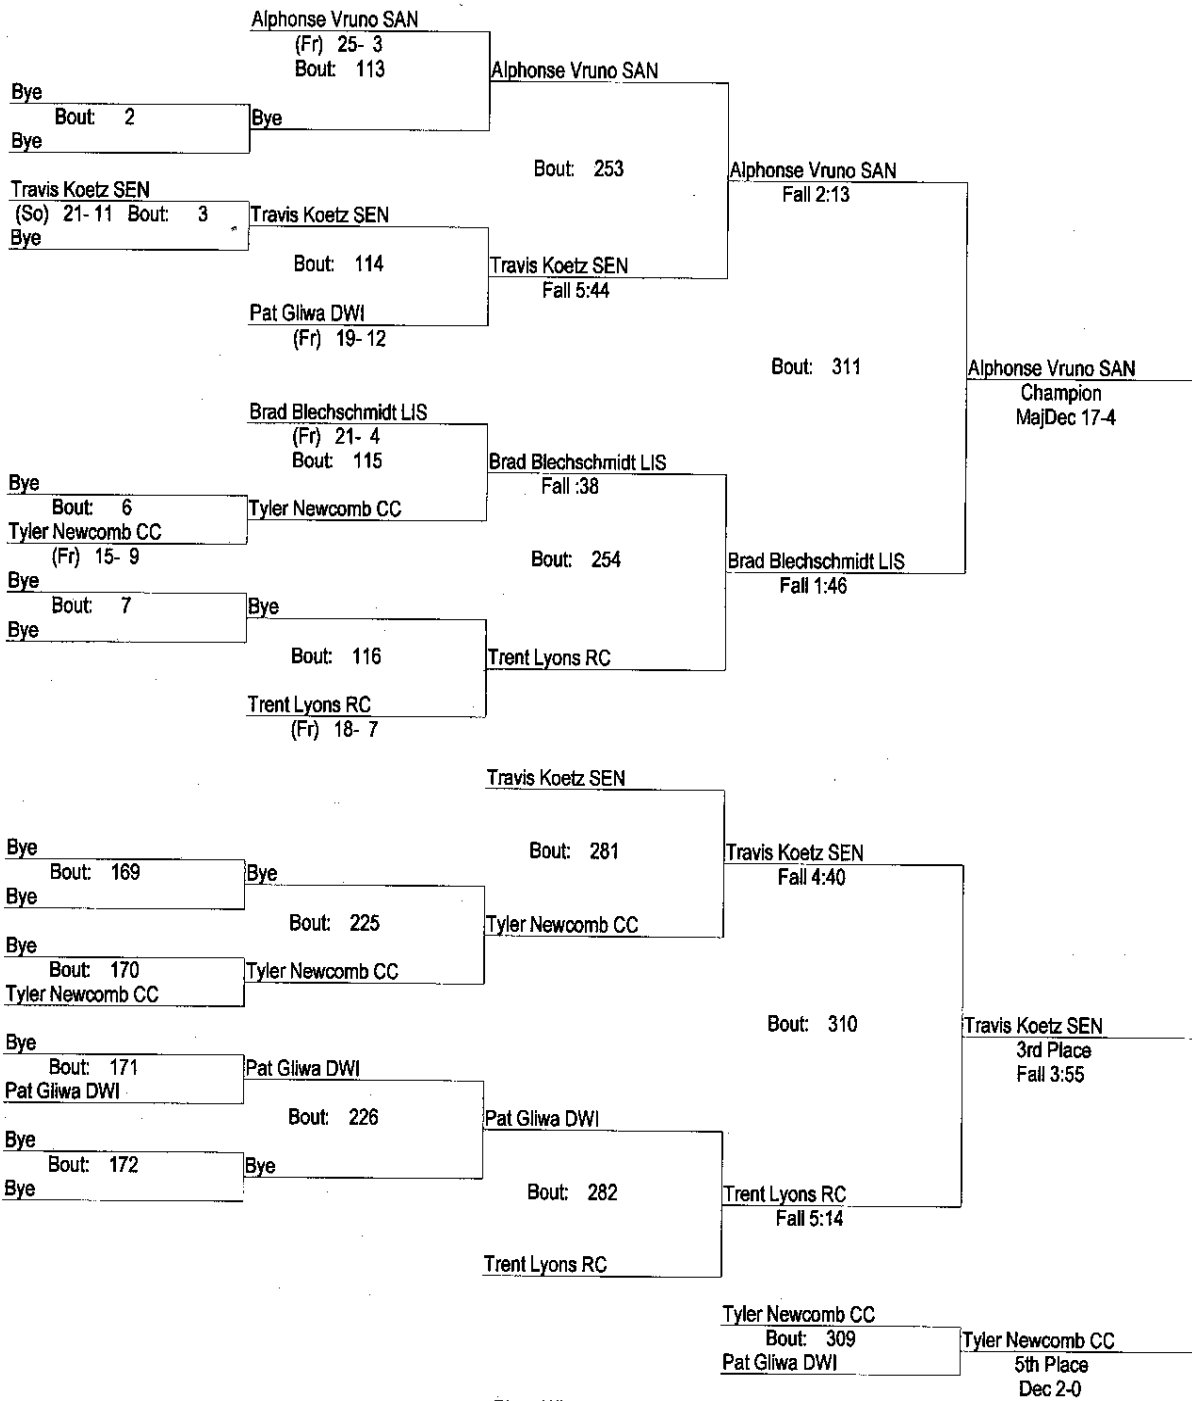 Alphonse Vruno SAN
(Fr) 25- 3
Bout: 113
Alphonse Vruno SAN
Bye
Bout: 2
Bye
Bye
Bout: 253
Alphonse Vruno SAN
Fall 2:13
Travis Koetz SEN
(So) 21- 11 Bout: 3
Travis Koetz SEN
Bye
Bout: 114
Travis Koetz SEN
Fall 5:44
Pat Gliwa DWI
(Fr) 19- 12
Bout: 311
Alphonse Vruno SAN
Champion
MajDec 17-4
Brad Blechschmidt LIS
(Fr) 21- 4
Bout: 115
Brad Blechschmidt LIS
Fall :38
Bye
Bout: 6
Tyler Newcomb CC
Tyler Newcomb CC
(Fr) 15- 9
Bout: 254
Brad Blechschmidt LIS
Fall 1:46
Bye
Bout: 7
Bye
Bye
Bout: 116
Trent Lyons RC
Trent Lyons RC
(Fr) 18- 7
Travis Koetz SEN
Bout: 281
Travis Koetz SEN
Fall 4:40
Bye
Bout: 169
Bye
Bye
Bout: 225
Tyler Newcomb CC
Bye
Bout: 170
Tyler Newcomb CC
Tyler Newcomb CC
Bout: 310
Travis Koetz SEN
3rd Place
Fall 3:55
Bye
Bout: 171
Pat Gliwa DWI
Pat Gliwa DWI
Bout: 226
Pat Gliwa DWI
Bye
Bout: 172
Bye
Bye
Bout: 282
Trent Lyons RC
Fall 5:14
Trent Lyons RC
Tyler Newcomb CC
Bout: 309
Tyler Newcomb CC
Pat Gliwa DWI
5th Place
Dec 2-0